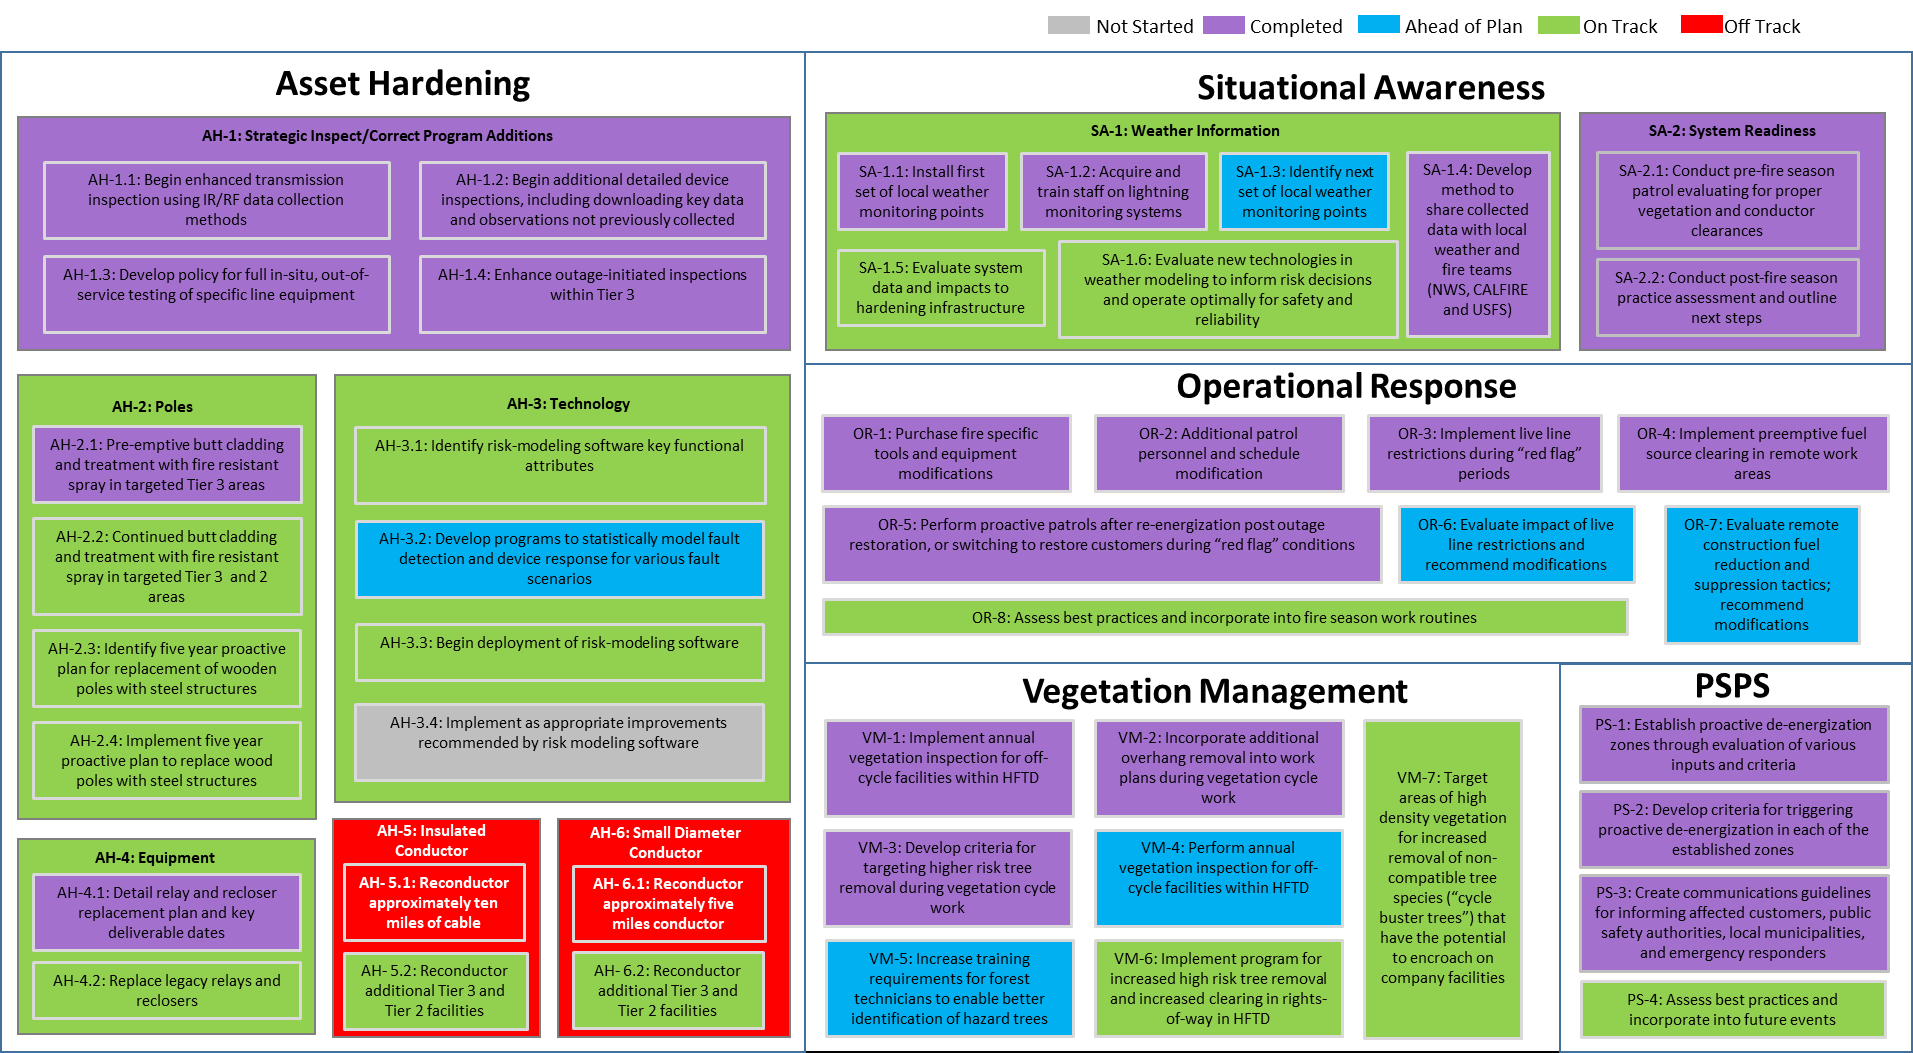 Not Started
Completed
Ahead of Plan
On Track
Off Track
Asset Hardening
AH-1: Strategic Inspect/Correct Program Additions
AH-1.1: Begin enhanced transmission
inspection using IR/RF data collection
methods
AH-1.2: Begin additional detailed device
inspections, including downloading key data
and observations not previously collected
AH-1.3: Develop policy for full in-situ, out-of-
service testing of specific line equipment
AH-1.4: Enhance outage-initiated inspections
within Tier 3
AH-2: Poles
AH-2.1: Pre-emptive butt cladding
and treatment with fire resistant
spray in targeted Tier 3 areas
AH-2.2: Continued butt cladding
and treatment with fire resistant
spray in targeted Tier 3  and 2
areas
AH-2.3: Identify five year proactive
plan for replacement of wooden
poles with steel structures
AH-2.4: Implement five year
proactive plan to replace wood
poles with steel structures
AH-3: Technology
AH-3.1: Identify risk-modeling software key functional
attributes
AH-3.2: Develop programs to statistically model fault
detection and device response for various fault
scenarios
AH-3.3: Begin deployment of risk-modeling software
AH-3.4: Implement as appropriate improvements
recommended by risk modeling software
AH-4: Equipment
AH-4.1: Detail relay and recloser
replacement plan and key
deliverable dates
AH-4.2: Replace legacy relays and
reclosers
AH-5: Insulated
Conductor
AH- 5.1: Reconductor
approximately ten
miles of cable
AH- 5.2: Reconductor
additional Tier 3 and
Tier 2 facilities
AH-6: Small Diameter
Conductor
AH- 6.1: Reconductor
approximately five
miles conductor
AH- 6.2: Reconductor
additional Tier 3 and
Tier 2 facilities
Situational Awareness
SA-1: Weather Information
SA-1.1: Install first
set of local weather
monitoring points
SA-1.2: Acquire and
train staff on lightning
monitoring systems
SA-1.3: Identify next
set of local weather
monitoring points
SA-1.4: Develop
method to
share collected
data with local
weather and
fire teams
(NWS, CALFIRE
and USFS)
SA-1.5: Evaluate system
data and impacts to
hardening infrastructure
SA-1.6: Evaluate new technologies in
weather modeling to inform risk decisions
and operate optimally for safety and
reliability
SA-2: System Readiness
SA-2.1: Conduct pre-fire season
patrol evaluating for proper
vegetation and conductor
clearances
SA-2.2: Conduct post-fire season
practice assessment and outline
next steps
Operational Response
OR-1: Purchase fire specific
tools and equipment
modifications
OR-2: Additional patrol
personnel and schedule
modification
OR-3: Implement live line
restrictions during “red flag”
periods
OR-4: Implement preemptive fuel
source clearing in remote work
areas
OR-5: Perform proactive patrols after re-energization post outage
restoration, or switching to restore customers during “red flag” conditions
OR-6: Evaluate impact of live
line restrictions and
recommend modifications
OR-7: Evaluate remote
construction fuel
reduction and
suppression tactics;
recommend
modifications
OR-8: Assess best practices and incorporate into fire season work routines
Vegetation Management
VM-1: Implement annual
vegetation inspection for off-
cycle facilities within HFTD
VM-2: Incorporate additional
overhang removal into work
plans during vegetation cycle
work
VM-3: Develop criteria for
targeting higher risk tree
removal during vegetation cycle
work
VM-4: Perform annual
vegetation inspection for off-
cycle facilities within HFTD
VM-5: Increase training
requirements for forest
technicians to enable better
identification of hazard trees
VM-6: Implement program for
increased high risk tree removal
and increased clearing in rights-
of-way in HFTD
VM-7: Target
areas of high
density vegetation
for increased
removal of non-
compatible tree
species (“cycle
buster trees”) that
have the potential
to encroach on
company facilities
PSPS
PS-1: Establish proactive de-energization
zones through evaluation of various
inputs and criteria
PS-2: Develop criteria for triggering
proactive de-energization in each of the
established zones
PS-3: Create communications guidelines
for informing affected customers, public
safety authorities, local municipalities,
and emergency responders
PS-4: Assess best practices and
incorporate into future events